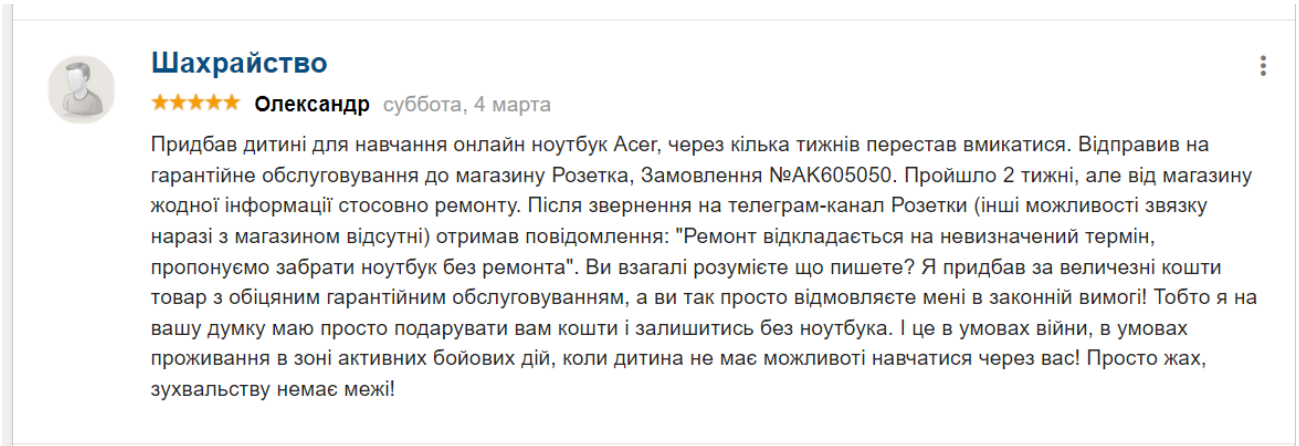 Шахрайство
Олександр суббота, 4 марта
Придбав дитині для навчання онлайн ноутбук Acer, через кілька тижнів перестав вмикатися. Відправив на
гарантійне обслуговування до магазину Розетка, Замовлення №АК605050. Пройшло 2 тижні, але від магазину
жодної інформації стосовно ремонту. Після звернення на телеграм-канал Розетки (інші можливості звязку
наразі з магазином відсутні) отримав повідомлення: "Ремонт відкладається на невизначений термін,
пропонуємо забрати ноутбук без ремонта". Ви взагалі розумієте що пишете? Я придбав за величезні кошти
товар з обіцяним гарантійним обслуговуванням, а ви так просто відмовляєте мені в законній вимогі! Тобто я на
вашу думку маю просто подарувати вам кошти і залишитись без ноутбука. І це в умовах війни, в умовах
проживання в зоні активних бойових дій, коли дитина не має можливоті навчатися через вас! Просто жах,
зухвальству немає межі!